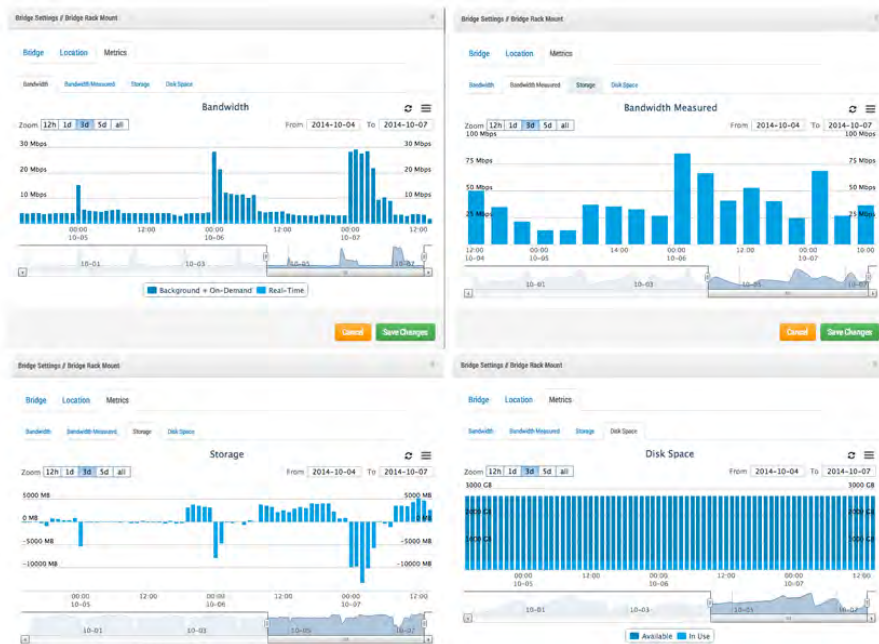 Bridge Settings // Bridge Rack Mount
Bridge Location Metrics
Bandwidth Bandwidth Measured Storage Disk Space
Bandwidth
Zoom 12h 1d 3d 5d all From 2014-10-04 To 2014-10-07
30 Mbps 30 Mbps
20 Mbps 20 Mbps
10 Mbps 10 Mbps
00:00 12:00 00:00 12:00 00:00 12:00
10-05 10-06 10-07
10-01 10-03 10-05 10-07
Background + On-Demand Real-Time
Cancel Save Changes
Bridge Settings // Bridge Rack Mount
Bridge Location Metrics
Bandwidth Bandwidth Measured Storage Disk Space
Bandwidth Measured
Zoom 12h 1d 3d 5d all From 2014-10-04 To 2014-10-07
100 Mbps 100 Mbps
75 Mbps 75 Mbps
50 Mbps 50 Mbps
25 Mbps 25 Mbps
12:00 00:00 14:00 00:00 12:00 00:00 10:00
10-04 10-05 10-06 10-07 10-07
10-01 10-03 10-05 10-07
Cancel Save Changes
Bridge Settings // Bridge Rack Mount
Bridge Location Metrics
Bandwidth Bandwidth Measured Storage Disk Space
Storage
Zoom 12h 1d 3d 5d all From 2014-10-04 To 2014-10-07
5000 MB 5000 MB
0 MB 0 MB
-5000 MB -5000 MB
-10000 MB -10000 MB
00:00 12:00 00:00 12:00 00:00 12:00
10-05 10-06 10-07
10-01 10-03 10-05 10-07
Bridge Settings // Bridge Rack Mount
Bridge Location Metrics
Bandwidth Bandwidth Measured Storage Disk Space
Disk Space
Zoom 12h 1d 3d 5d all From 2014-10-04 To 2014-10-07
3000 GB 3000 GB
2000 GB 2000 GB
1000 GB 1000 GB
00:00 12:00 00:00 12:00 00:00 12:00
10-05 10-06 10-07
10-01 10-03 10-05 10-07
Available In Use